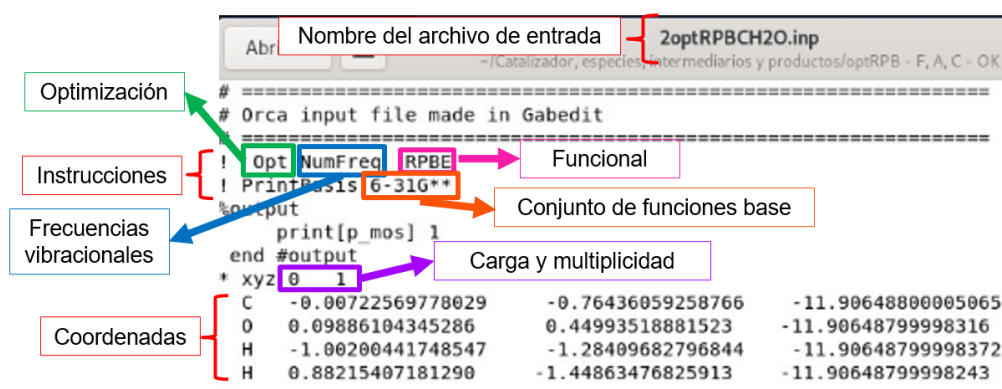 Nombre del archivo de entrada
2optRPBCH2O.inp
Abri
~/Catalizador, especies, intermediarios y productos/optRPB - F, A, C - OK
Optimización
# ================================================================
# Orca input file made in Gabedit
# ================================================================
Instrucciones
! Opt NumFreq RPBE
Funcional
! PrintBasis 6-31G**
Conjunto de funciones base
%output
Frecuencias
vibracionales
print[p_mos] 1
end #output
Carga y multiplicidad
* xyz 0 1
Coordenadas
C -0.00722569778029 -0.76436059258766 -11.90648800005065
O 0.09886104345286 0.44993518881523 -11.90648799998316
H -1.00200441748547 -1.28409682796844 -11.90648799998372
H 0.88215407181290 -1.44863476825913 -11.90648799998243